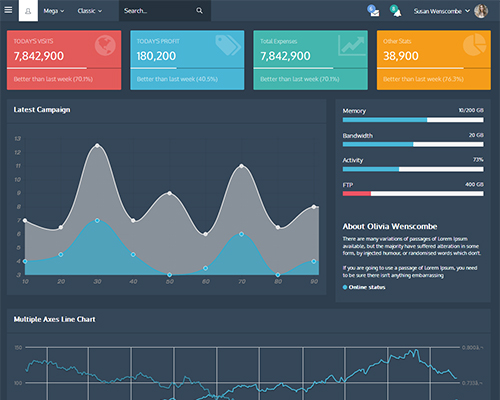 Mega Classic Search... 5 5 Susan Wenscombe
TODAY'S VISITS TODAY'S PROFIT Total Expenses Other Stats
7,842,900 180,200 7,842,900 38,900
Better than last week (70.1%) Better than last week (40.5%) Better than last week (70.1%) Better than last week (76.3%)
Latest Campaign
13
12
11
10
9
8
7
6
5
4
3
10 20 30 40 50 60 70 80 90
Memory 10/200 GB
Bandwidth 20 GB
Activity 73%
FTP 400 GB
About Olivia Wenscombe
There are many variations of passages of Lorem Ipsum
available, but the majority have suffered alteration in some
form, by injected humour, or randomised words which don't.
If you are going to use a passage of Lorem Ipsum, you need
to be sure there isn't anything embarrassing
Online status
Multiple Axes Line Chart
150
100